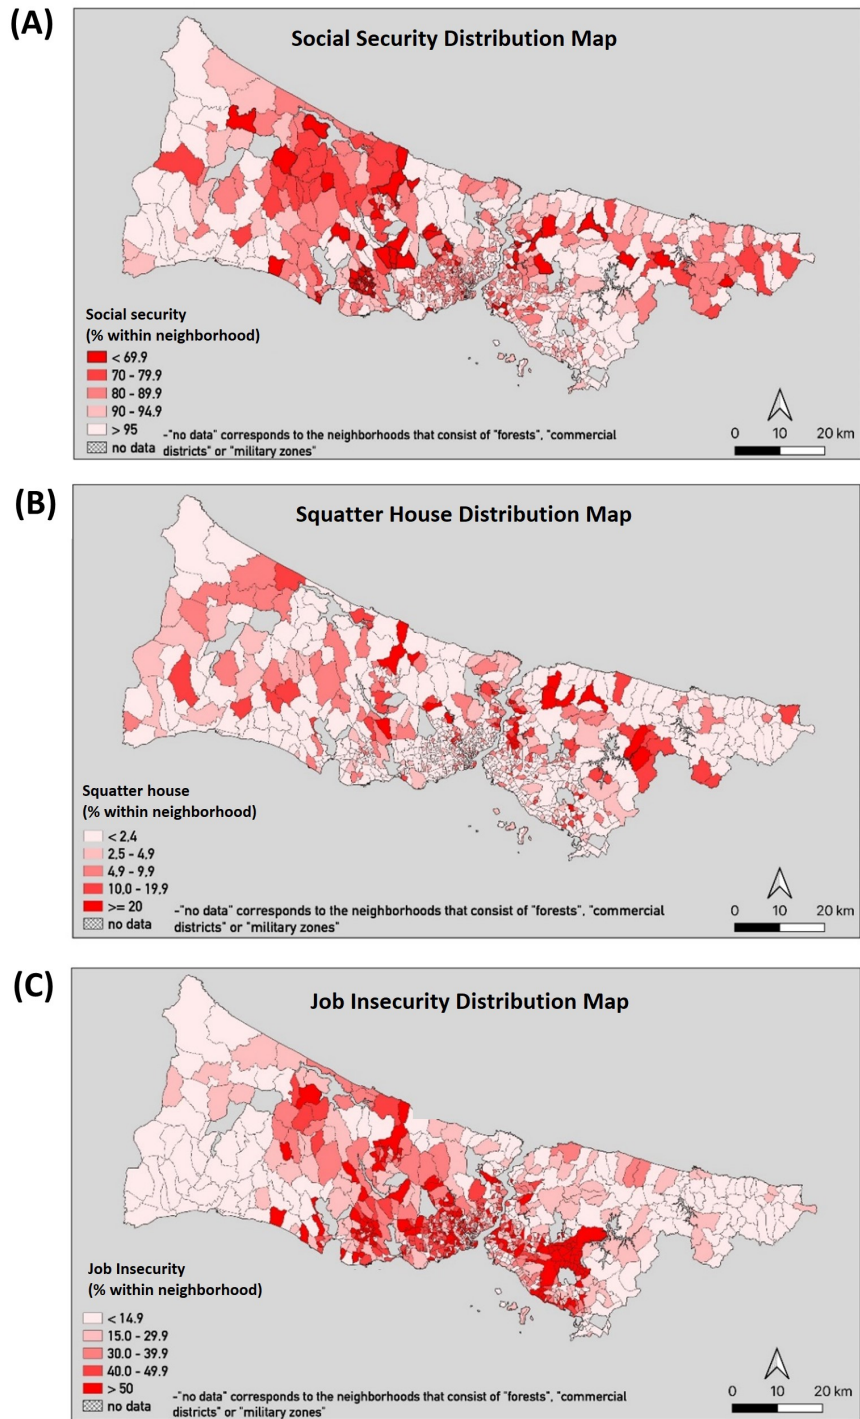 (A)
Social Security Distribution Map
Social security
(% within neighborhood)
< 69.9
70 - 79.9
80 - 89.9
90 - 94.9
> 95
no data
-"no data" corresponds to the neighborhoods that consist of "forests", "commercial
districts" or "military zones"
0 10 20 km
(B)
Squatter House Distribution Map
Squatter house
(% within neighborhood)
< 2.4
2.5 - 4.9
4.9 - 9.9
10.0 - 19.9
>= 20
no data
-"no data" corresponds to the neighborhoods that consist of "forests", "commercial
districts" or "military zones"
0 10 20 km
(C)
Job Insecurity Distribution Map
Job Insecurity
(% within neighborhood)
< 14.9
15.0 - 29.9
30.0 - 39.9
40.0 - 49.9
> 50
no data
-"no data" corresponds to the neighborhoods that consist of "forests", "commercial
districts" or "military zones"
0 10 20 km